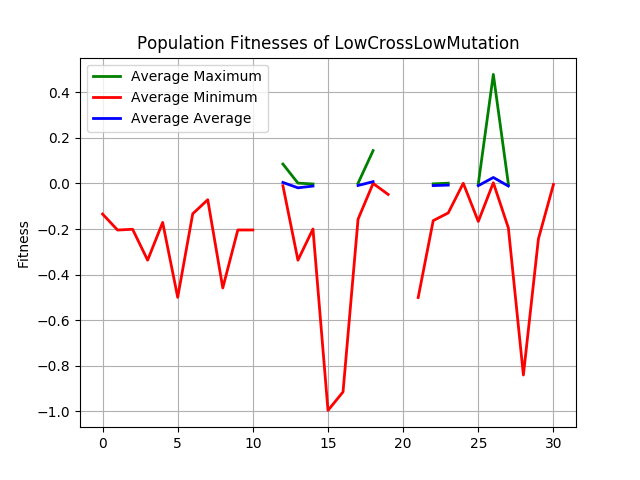 Population Fitnesses of LowCrossLowMutation
Average Maximum
Average Minimum
Average Average
Fitness
0.4
0.2
0.0
−0.2
−0.4
−0.6
−0.8
−1.0
0 5 10 15 20 25 30